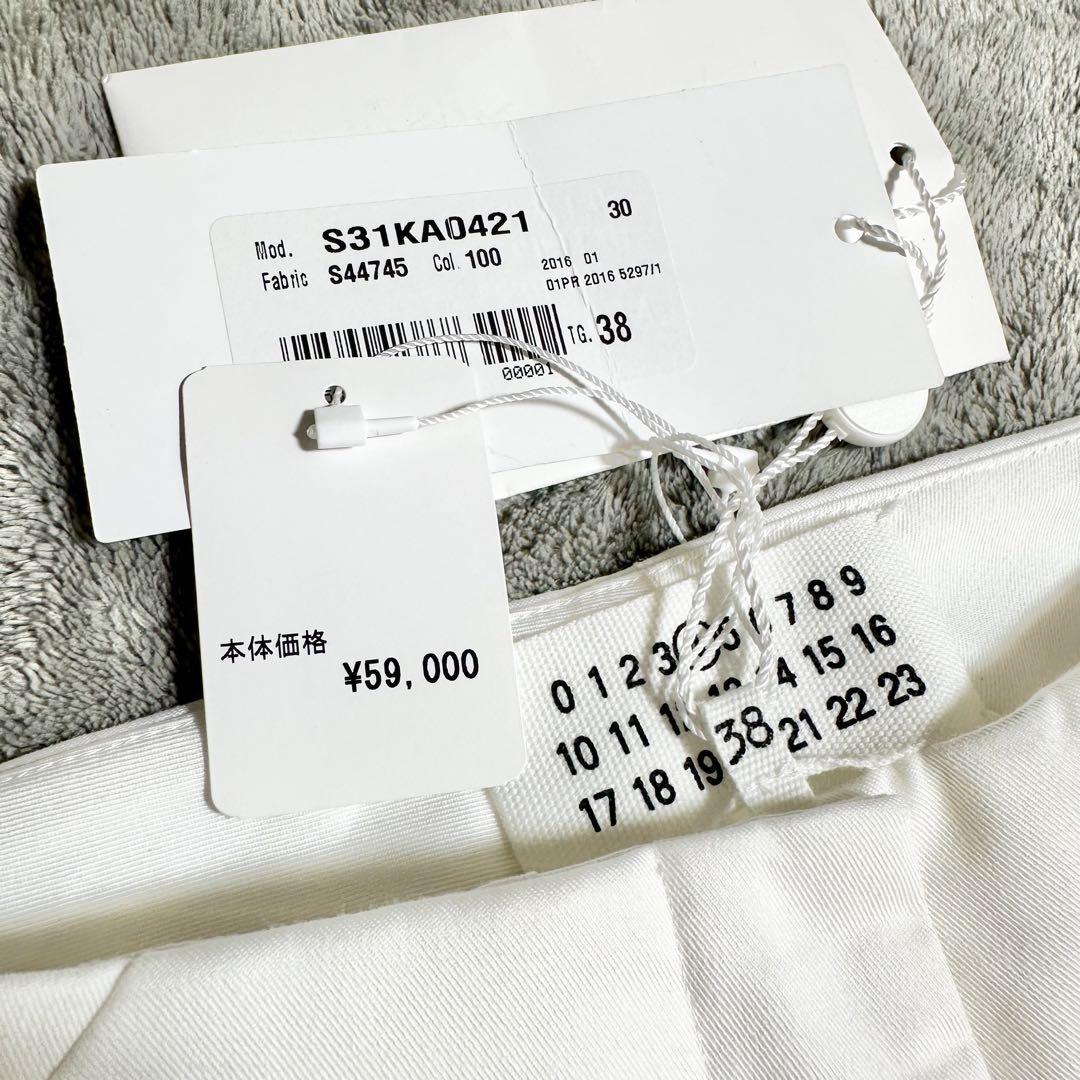 Mod. S31KA0421 30
Fabric S44745 Col. 100 2016 01
01PR 2016 5297/1
TG. 38
00001
本体価格
¥59,000
0 1 2 3 7 8 9
10 11 15 16
17 18 19 21 22 23
38